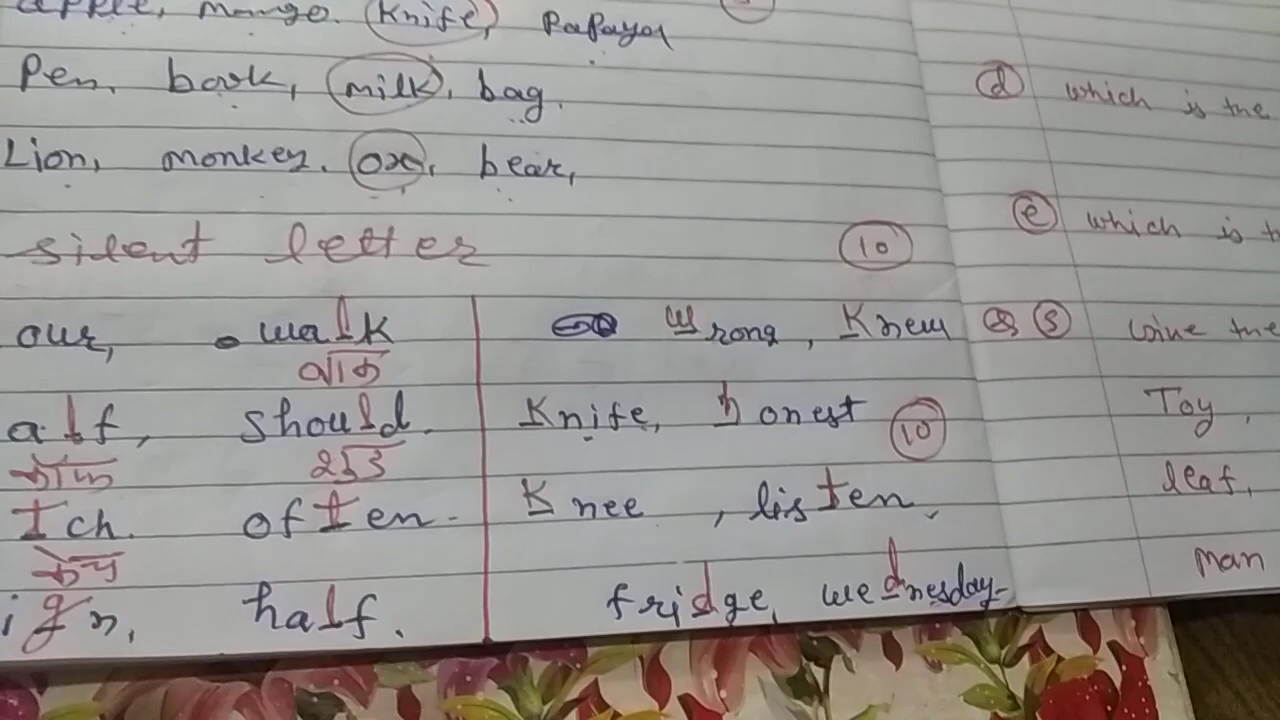 apple, mango. Knife, Papaya
Pen. book, milk, bag.
Lion, monkey. ox, bear,
silent letter 10
our, walk
वाक
alf, should.
काफ
tch. often.
ign, half.
wrong, Knew
Knife, honest 10
Knee, listen,
fridge, wednesday-
d which is the
e which is t
5 Give the
Toy,
leaf,
Man